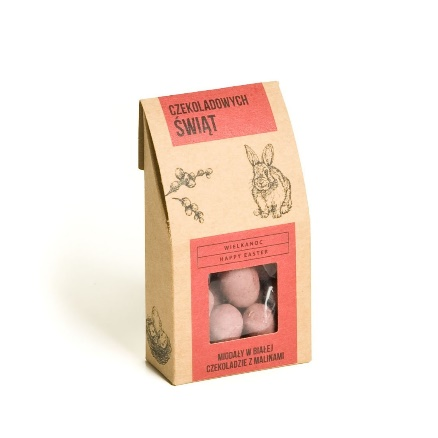 CZEKOLADOWYCH
ŚWIĄT
WIELKANOC
HAPPY EASTER
MIGDAŁY W BIAŁEJ
CZEKOLADZIE Z MALINAMI